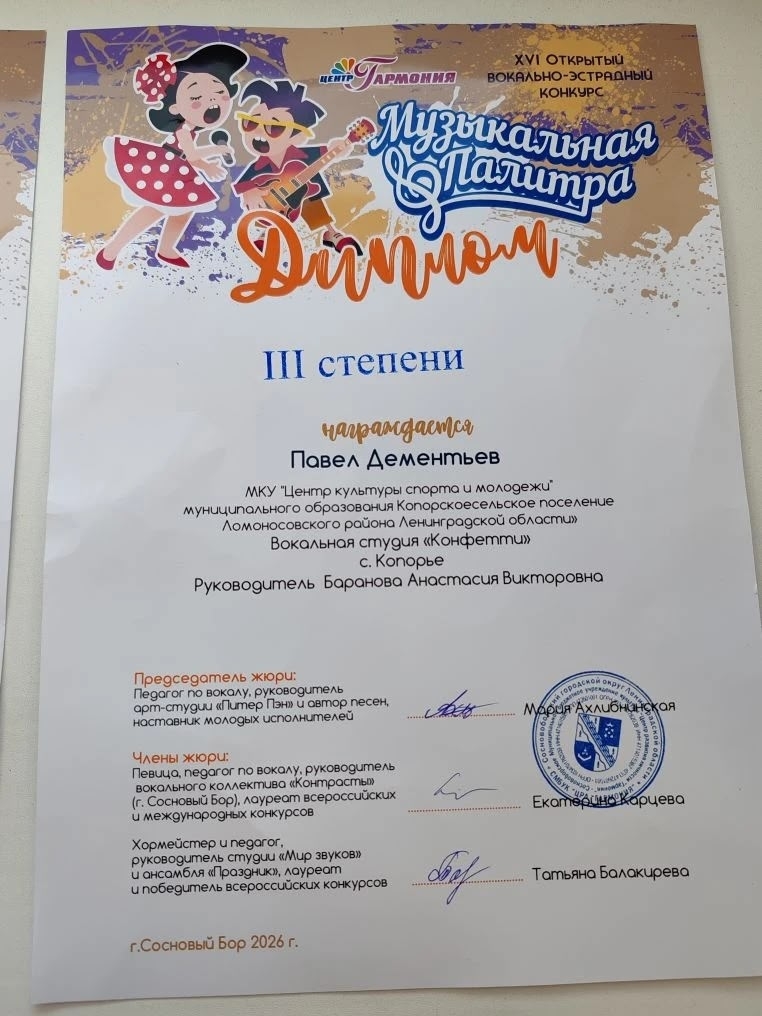 ЦЕНТР ГАРМОНИЯ
XVI ОТКРЫТЫЙ
ВОКАЛЬНО-ЭСТРАДНЫЙ
КОНКУРС
Музыкальная
Палитра
Диплом
III степени
награждается
Павел Дементьев
МКУ "Центр культуры спорта и молодежи"
муниципального образования Копорскоесельское поселение
Ломоносовского района Ленинградской области»
Вокальная студия «Конфетти»
с. Копорье
Руководитель Баранова Анастасия Викторовна
Председатель жюри:
Педагог по вокалу, руководитель
арт-студии «Питер Пэн» и автор песен,
наставник молодых исполнителей
Мария Ахлибнинская
Члены жюри:
Певица, педагог по вокалу, руководитель
вокального коллектива «Контрасты»
(г. Сосновый Бор), лауреат всероссийских
и международных конкурсов
Екатерина Карцева
Хормейстер и педагог,
руководитель студии «Мир звуков»
и ансамбля «Праздник», лауреат
и победитель всероссийских конкурсов
Татьяна Балакирева
г.Сосновый Бор 2026 г.